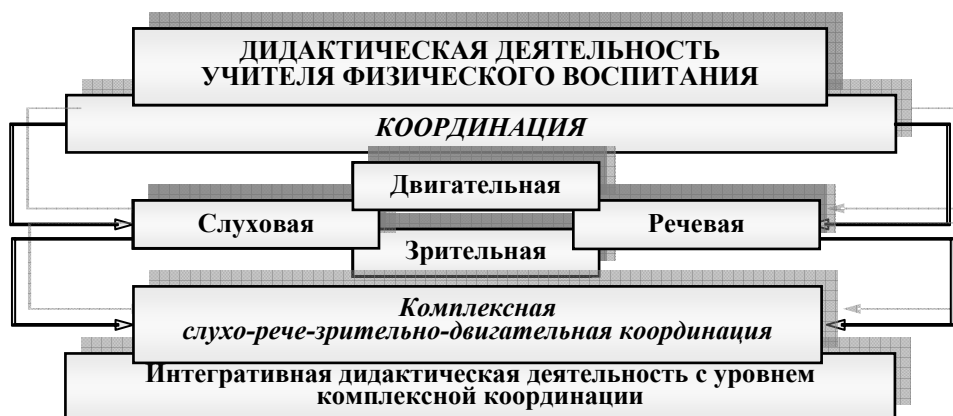 ДИДАКТИЧЕСКАЯ ДЕЯТЕЛЬНОСТЬ
УЧИТЕЛЯ ФИЗИЧЕСКОГО ВОСПИТАНИЯ
КООРДИНАЦИЯ
Двигательная
Слуховая
Речевая
Зрительная
Комплексная
слухо-рече-зрительно-двигательная координация
Интегративная дидактическая деятельность с уровнем
комплексной координации